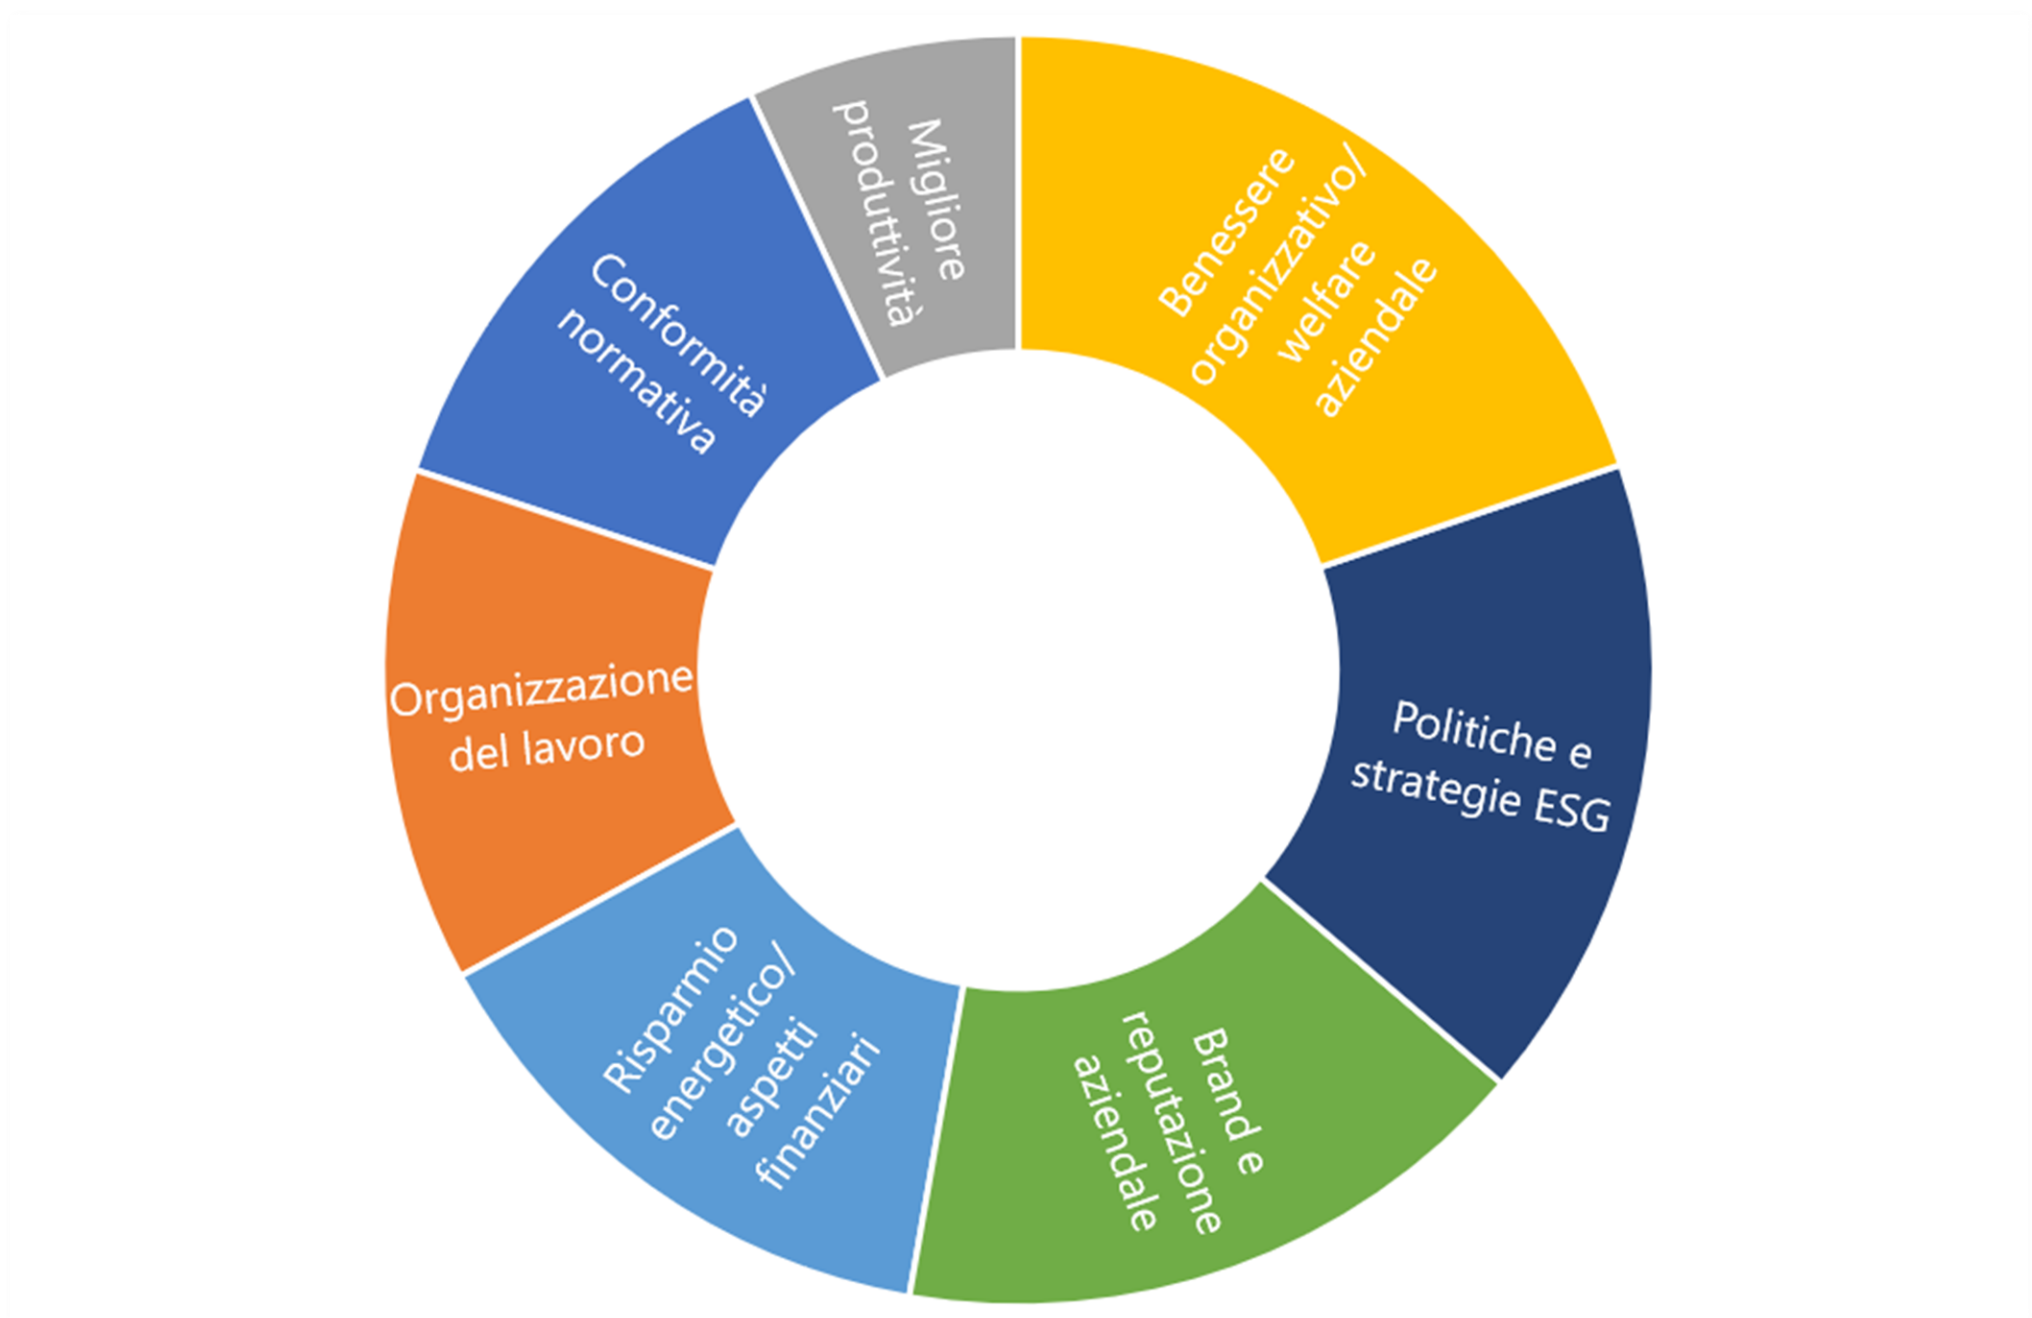 Benessere
organizzativo/
welfare
aziendale
Politiche e
strategie ESG
Brand e
reputazione
aziendale
Risparmio
energetico/
aspetti
finanziari
Organizzazione
del lavoro
Conformità
normativa
Migliore
produttività